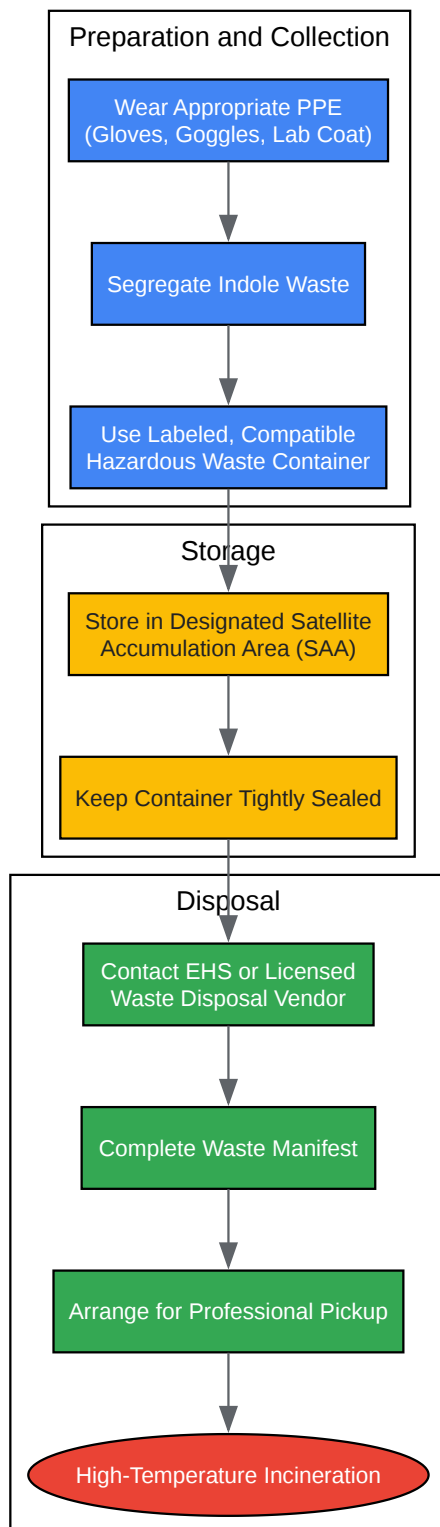 Preparation and Collection
Wear Appropriate PPE
(Gloves, Goggles, Lab Coat)
Segregate Indole Waste
Use Labeled, Compatible
Hazardous Waste Container
Storage
Store in Designated Satellite
Accumulation Area (SAA)
Keep Container Tightly Sealed
Disposal
Contact EHS or Licensed
Waste Disposal Vendor
Complete Waste Manifest
Arrange for Professional Pickup
High-Temperature Incineration